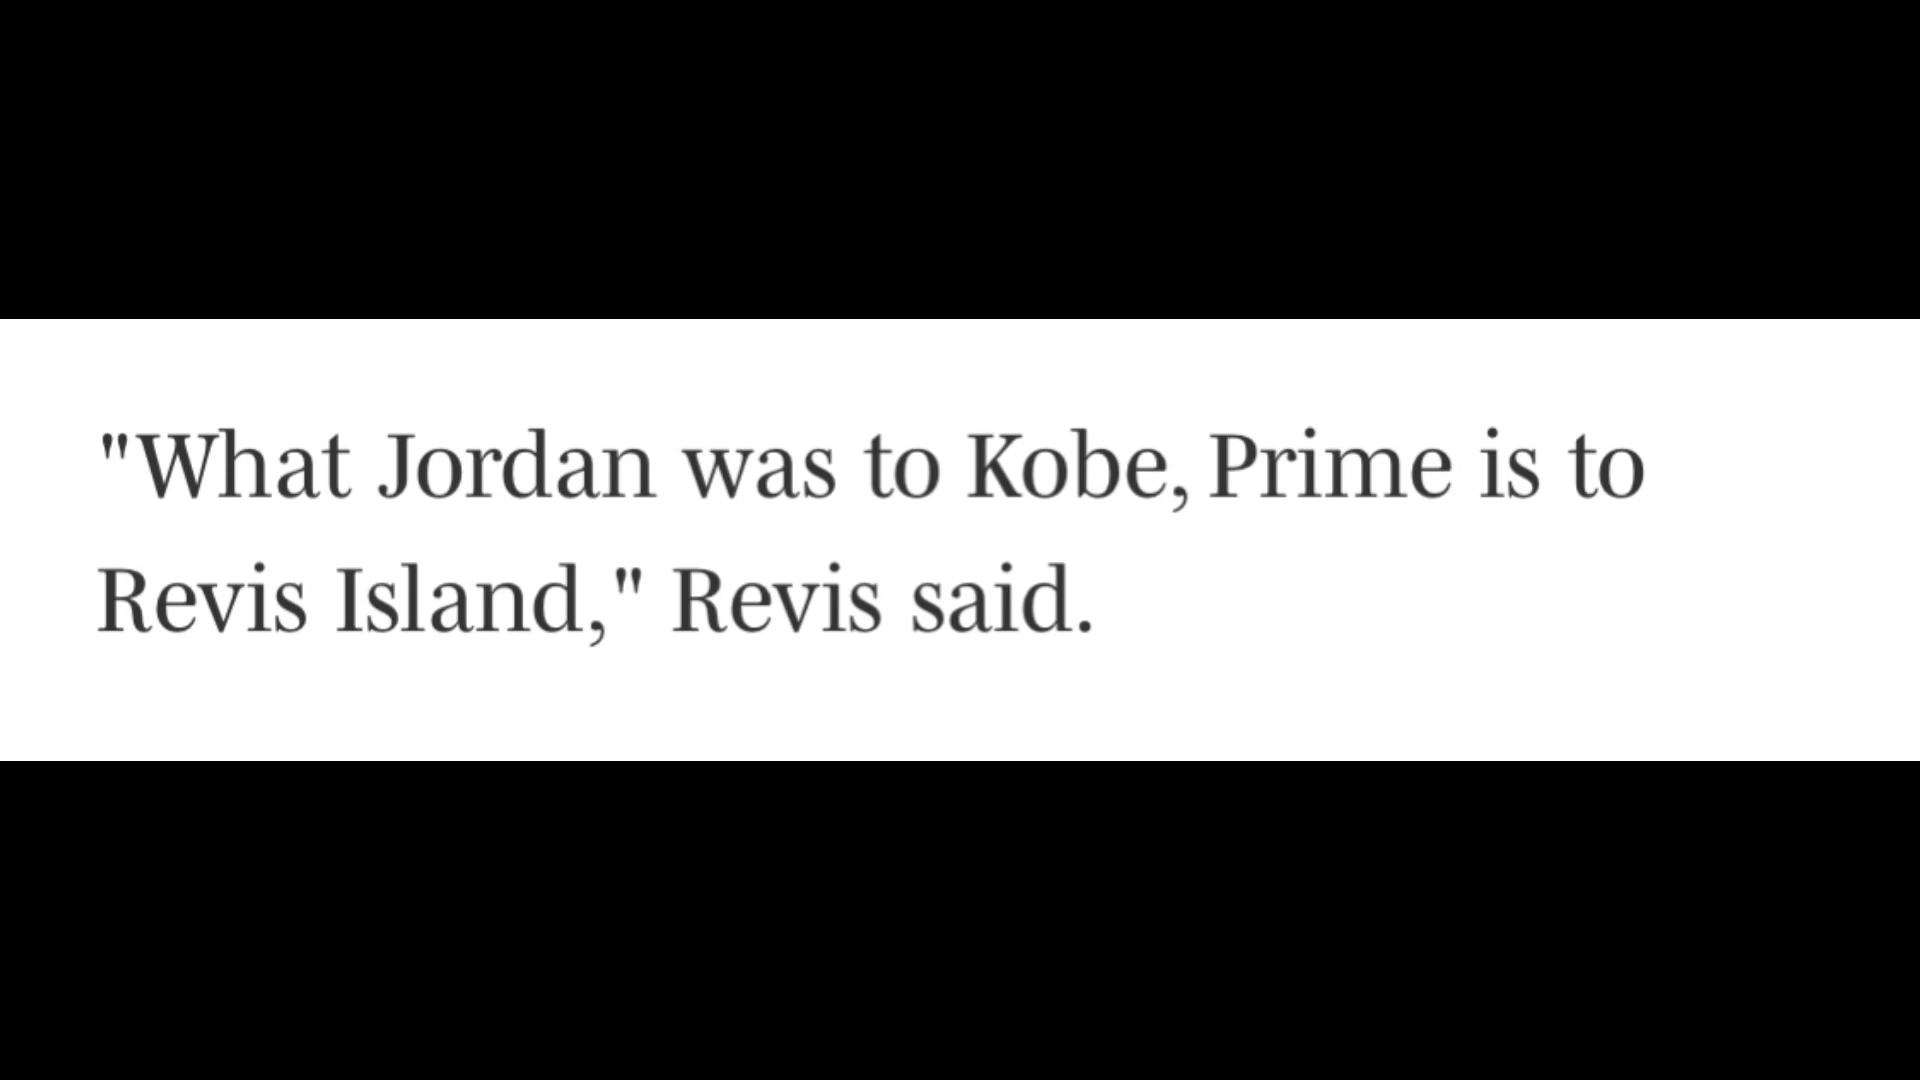 "What Jordan was to Kobe, Prime is to
Revis Island," Revis said.